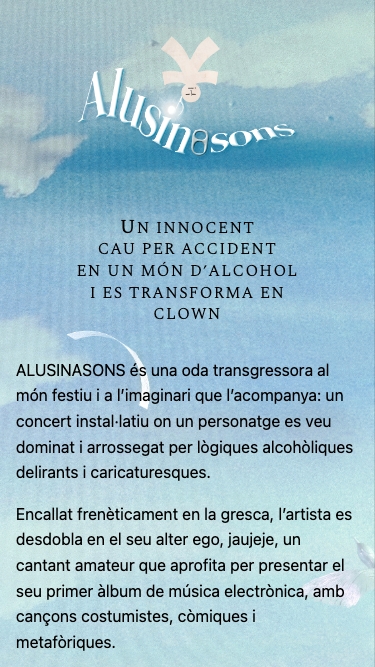 Alusinasons
UN INNOCENT
CAU PER ACCIDENT
EN UN MÓN D'ALCOHOL
I ES TRANSFORMA EN
CLOWN
ALUSINASONS és una oda transgressora al
món festiu i a l'imaginari que l'acompanya: un
concert instal·latiu on un personatge es veu
dominat i arrossegat per lògiques alcohòliques
delirants i caricaturesques.
Encallat frenèticament en la gresca, l'artista es
desdobla en el seu alter ego, jaujeje, un
cantant amateur que aprofita per presentar el
seu primer àlbum de música electrònica, amb
cançons costumistes, còmiques i
metafòriques.